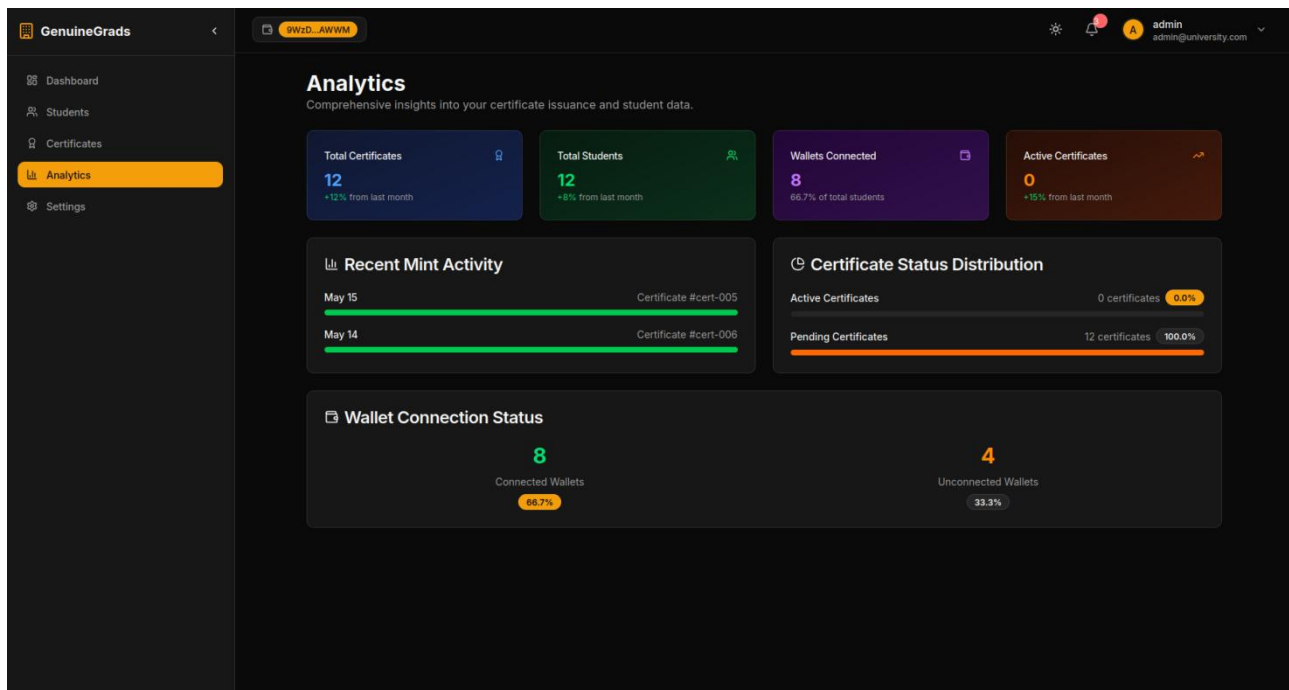 GenuineGrads
9WzD...AWWM
A
admin
admin@university.com
Dashboard
Students
Certificates
Analytics
Settings
Analytics
Comprehensive insights into your certificate issuance and student data.
Total Certificates
12
+12% from last month
Total Students
12
+8% from last month
Wallets Connected
8
66.7% of total students
Active Certificates
0
+15% from last month
Recent Mint Activity
May 15 Certificate #cert-005
May 14 Certificate #cert-006
Certificate Status Distribution
Active Certificates 0 certificates 0.0%
Pending Certificates 12 certificates 100.0%
Wallet Connection Status
8
Connected Wallets
66.7%
4
Unconnected Wallets
33.3%